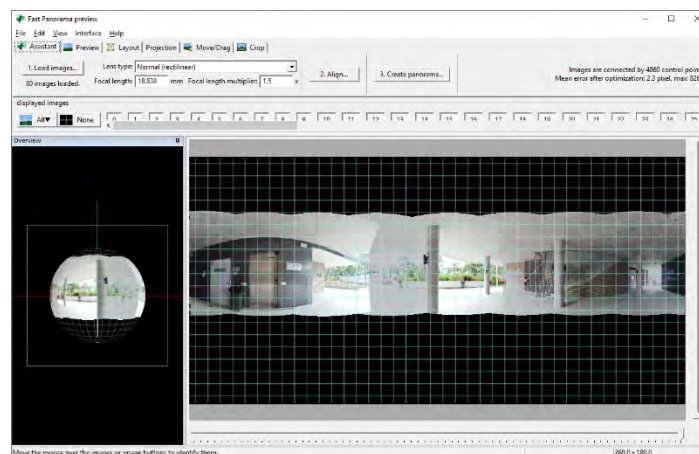 Fast Panorama preview
File Edit View Interface Help
Assistant Preview Layout Projection Move/Drag Crop
1. Load images...
Lens type: Normal (rectilinear)
2. Align...
3. Create panorama...
80 images loaded.
Focal length: 18.838 mm Focal length multiplier: 1.5 x
Images are connected by 4860 control point
Mean error after optimization: 2.3 pixel, max: 826
displayed images
All None 0 1 2 3 4 5 6 7 8 9 10 11 12 13 14 15 16 17 18 19 20 21 22 23 24 25
Overview
Move the mouse over the images or image buttons to identify them.
360.0 x 180.0